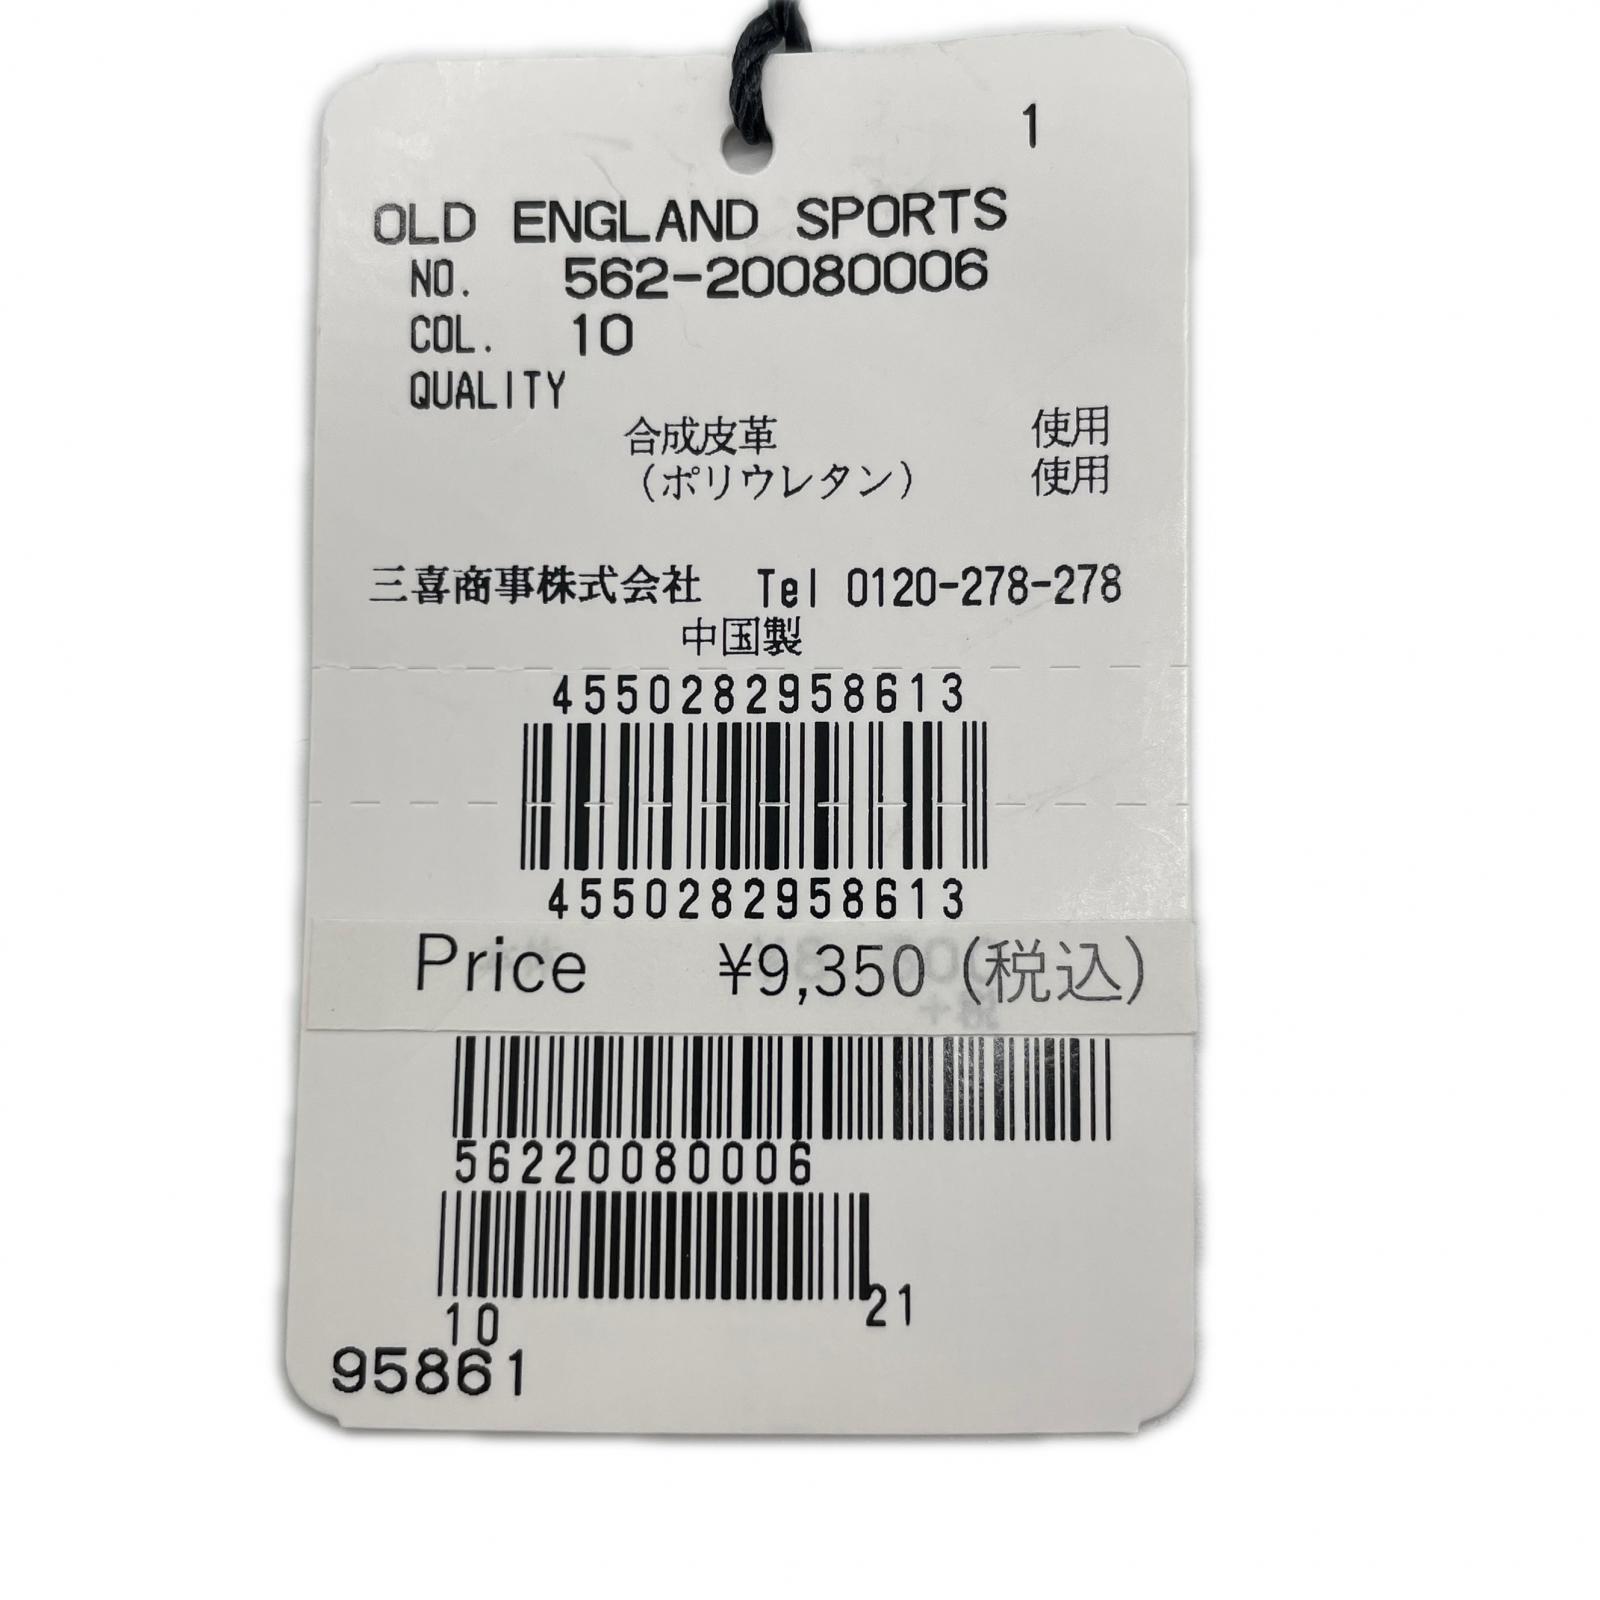 1
OLD ENGLAND SPORTS
NO. 562-20080006
COL. 10
QUALITY
合成皮革 使用
(ポリウレタン) 使用
三喜商事株式会社 Tel 0120-278-278
中国製
4550282958613
4550282958613
Price ¥9,350 (税込)
56220080006
21
10
95861